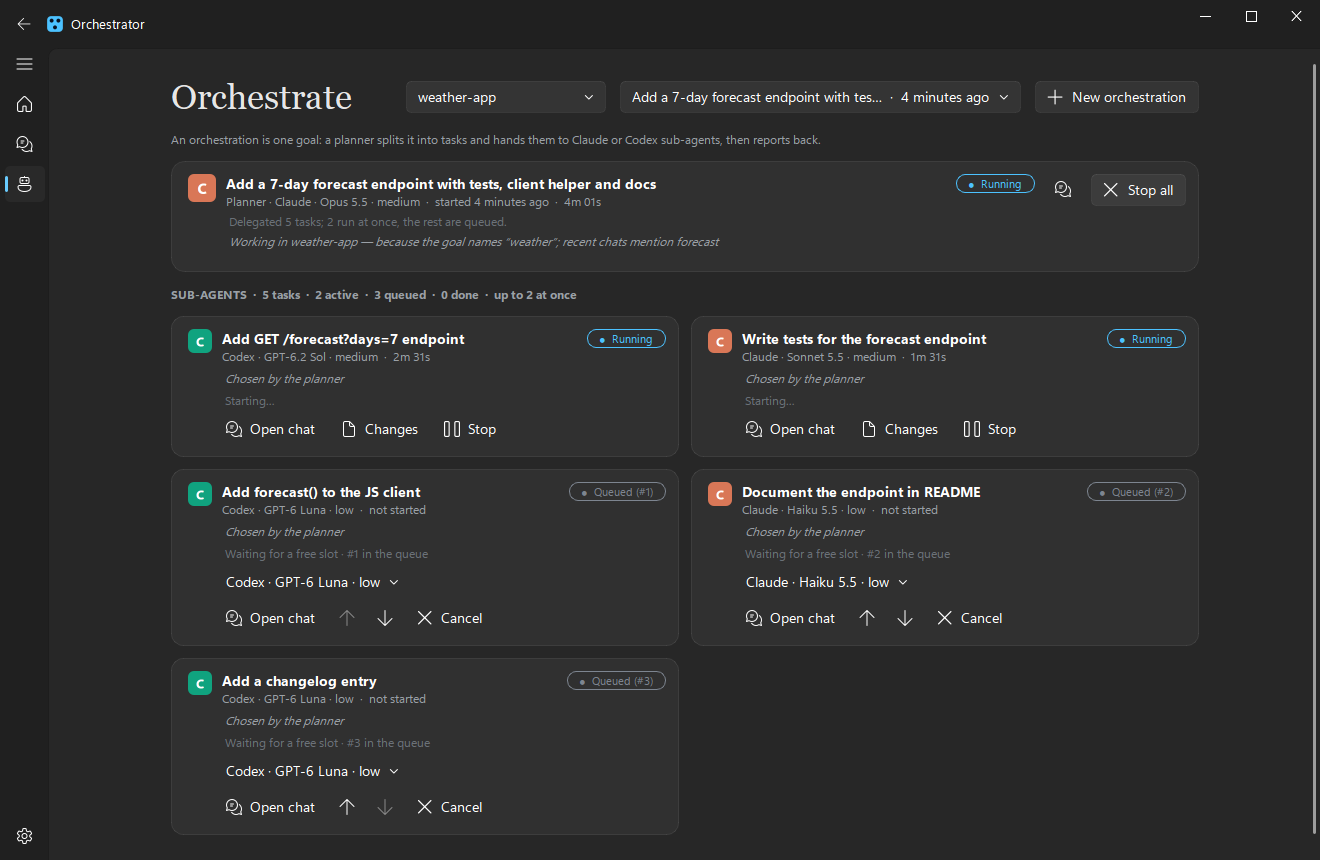 Orchestrator
Orchestrate
weather-app
Add a 7-day forecast endpoint with tes... · 4 minutes ago
New orchestration
An orchestration is one goal: a planner splits it into tasks and hands them to Claude or Codex sub-agents, then reports back.
C
Add a 7-day forecast endpoint with tests, client helper and docs
Running
Stop all
Planner · Claude · Opus 5.5 · medium · started 4 minutes ago · 4m 01s
Delegated 5 tasks; 2 run at once, the rest are queued.
Working in weather-app — because the goal names "weather"; recent chats mention forecast
SUB-AGENTS · 5 tasks · 2 active · 3 queued · 0 done · up to 2 at once
C
Add GET /forecast?days=7 endpoint
Running
Codex · GPT-6.2 Sol · medium · 2m 31s
Chosen by the planner
Starting...
Open chat
Changes
Stop
C
Write tests for the forecast endpoint
Running
Claude · Sonnet 5.5 · medium · 1m 31s
Chosen by the planner
Starting...
Open chat
Changes
Stop
C
Add forecast() to the JS client
Queued (#1)
Codex · GPT-6 Luna · low · not started
Chosen by the planner
Waiting for a free slot · #1 in the queue
Codex · GPT-6 Luna · low
Open chat
Cancel
C
Document the endpoint in README
Queued (#2)
Claude · Haiku 5.5 · low · not started
Chosen by the planner
Waiting for a free slot · #2 in the queue
Claude · Haiku 5.5 · low
Open chat
Cancel
C
Add a changelog entry
Queued (#3)
Codex · GPT-6 Luna · low · not started
Chosen by the planner
Waiting for a free slot · #3 in the queue
Codex · GPT-6 Luna · low
Open chat
Cancel